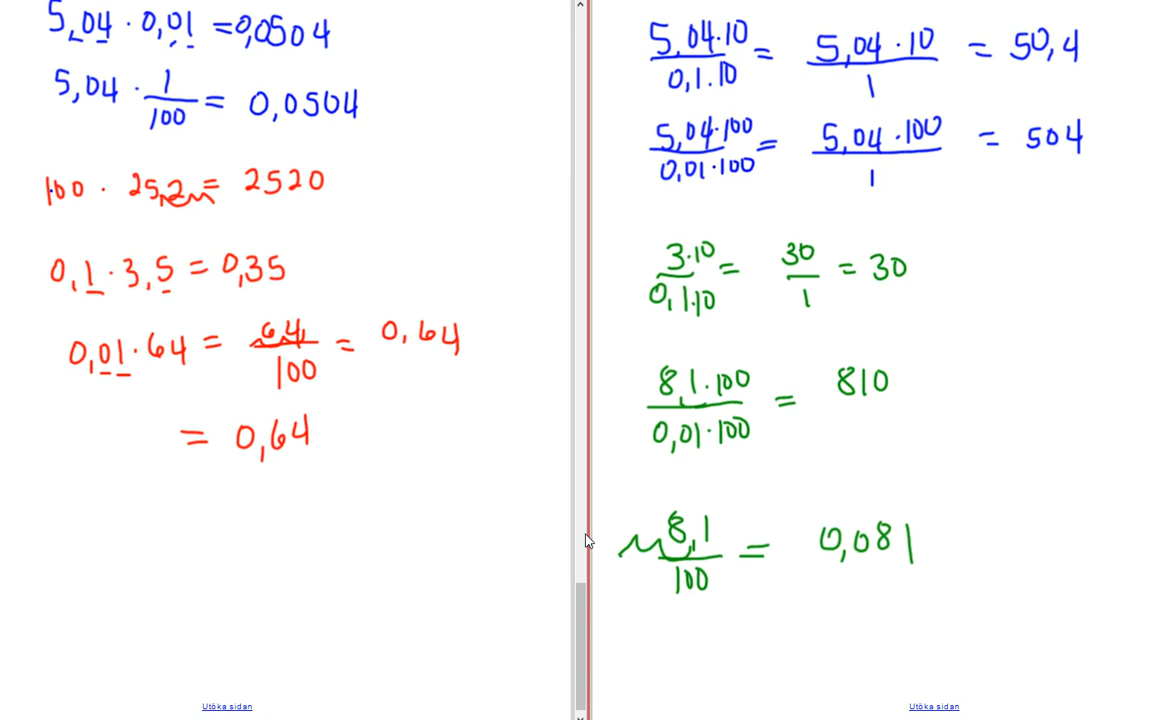 5,04 · 0,01 = 0,0504
5,04 · 1/100 = 0,0504
100 · 25,2 = 2520
0,1 · 3,5 = 0,35
0,01 · 64 = 64/100 = 0,64
= 0,64
Utöka sidan
5,04·10/0,1·10 = 5,04·10/1 = 50,4
5,04·100/0,01·100 = 5,04·100/1 = 504
3·10/0,1·10 = 30/1 = 30
8,1·100/0,01·100 = 810
8,1/100 = 0,081
Utöka sidan